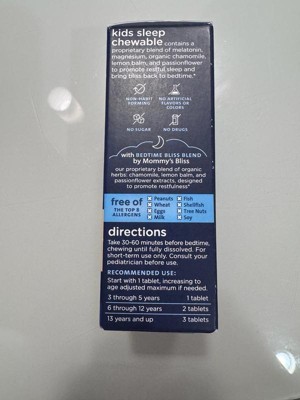 kids sleep
chewable contains a
proprietary blend of melatonin,
magnesium, organic chamomile,
lemon balm, and passionflower
to promote restful sleep and
bring bliss back to bedtime.*
NON-HABIT
FORMING
NO ARTIFICIAL
FLAVORS OR
COLORS
NO SUGAR
NO DRUGS
with BEDTIME BLISS BLEND
by Mommy's Bliss
our proprietary blend of organic
herbs: chamomile, lemon balm, and
passionflower extracts, designed
to promote restfulness*
free of
THE TOP 8
ALLERGENS
Peanuts
Wheat
Eggs
Milk
Fish
Shellfish
Tree Nuts
Soy
directions
Take 30-60 minutes before bedtime,
chewing until fully dissolved. For
short-term use only. Consult your
pediatrician before use.
RECOMMENDED USE:
Start with 1 tablet, increasing to
age adjusted maximum if needed.
3 through 5 years 1 tablet
6 through 12 years 2 tablets
13 years and up 3 tablets